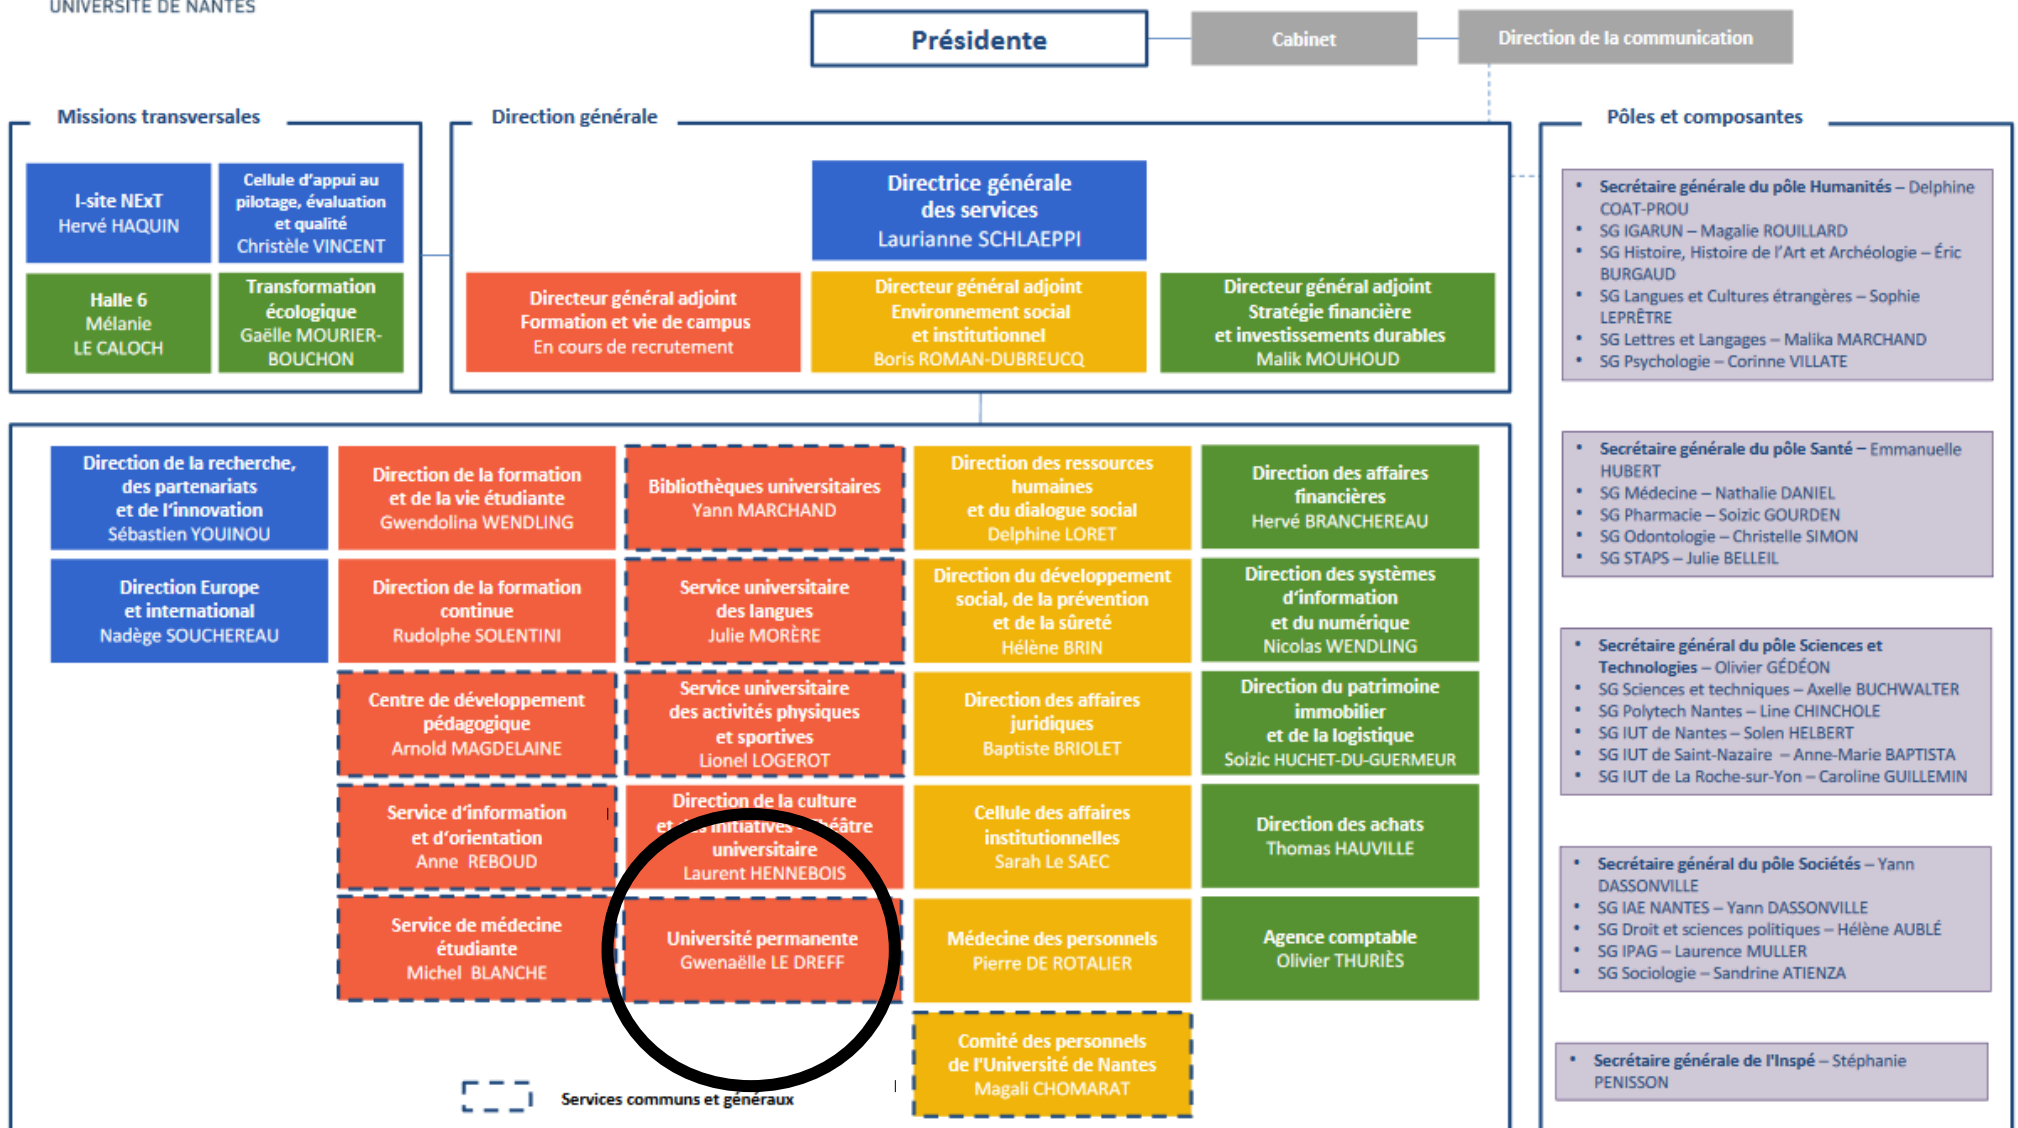 UNIVERSITÉ DE NANTES
Présidente
Cabinet
Direction de la communication
Missions transversales
I-site NExT
Hervé HAQUIN
Cellule d'appui au
pilotage, évaluation
et qualité
Christèle VINCENT
Halle 6
Mélanie
LE CALOCH
Transformation
écologique
Gaëlle MOURIER-
BOUCHON
Direction générale
Directrice générale
des services
Laurianne SCHLAEPPI
Directeur général adjoint
Formation et vie de campus
En cours de recrutement
Directeur général adjoint
Environnement social
et institutionnel
Boris ROMAN-DUBREUCQ
Directeur général adjoint
Stratégie financière
et investissements durables
Malik MOUHOUD
Direction de la recherche,
des partenariats
et de l'innovation
Sébastien YOUINOU
Direction Europe
et international
Nadège SOUCHEREAU
Direction de la formation
et de la vie étudiante
Gwendolina WENDLING
Direction de la formation
continue
Rudolphe SOLENTINI
Centre de développement
pédagogique
Arnold MAGDELAINE
Service d'information
et d'orientation
Anne REBOUD
Service de médecine
étudiante
Michel BLANCHE
Bibliothèques universitaires
Yann MARCHAND
Service universitaire
des langues
Julie MORÈRE
Service universitaire
des activités physiques
et sportives
Lionel LOGEROT
Direction de la culture
et des initiatives - Théâtre
universitaire
Laurent HENNEBOIS
Université permanente
Gwenaëlle LE DREFF
Direction des ressources
humaines
et du dialogue social
Delphine LORET
Direction du développement
social, de la prévention
et de la sûreté
Hélène BRIN
Direction des affaires
juridiques
Baptiste BRIOLET
Cellule des affaires
institutionnelles
Sarah Le SAEC
Médecine des personnels
Pierre DE ROTALIER
Comité des personnels
de l'Université de Nantes
Magali CHOMARAT
Direction des affaires
financières
Hervé BRANCHEREAU
Direction des systèmes
d'information
et du numérique
Nicolas WENDLING
Direction du patrimoine
immobilier
et de la logistique
Soizic HUCHET-DU-GUERMEUR
Direction des achats
Thomas HAUVILLE
Agence comptable
Olivier THURIÈS
Services communs et généraux
Pôles et composantes
• Secrétaire générale du pôle Humanités – Delphine
COAT-PROU
• SG IGARUN – Magalie ROUILLARD
• SG Histoire, Histoire de l'Art et Archéologie – Éric
BURGAUD
• SG Langues et Cultures étrangères – Sophie
LEPRÊTRE
• SG Lettres et Langages – Malika MARCHAND
• SG Psychologie – Corinne VILLATE
• Secrétaire générale du pôle Santé – Emmanuelle
HUBERT
• SG Médecine – Nathalie DANIEL
• SG Pharmacie – Soizic GOURDEN
• SG Odontologie – Christelle SIMON
• SG STAPS – Julie BELLEIL
• Secrétaire général du pôle Sciences et
Technologies – Olivier GÉDÉON
• SG Sciences et techniques – Axelle BUCHWALTER
• SG Polytech Nantes – Line CHINCHOLE
• SG IUT de Nantes – Solen HELBERT
• SG IUT de Saint-Nazaire – Anne-Marie BAPTISTA
• SG IUT de La Roche-sur-Yon – Caroline GUILLEMIN
• Secrétaire général du pôle Sociétés – Yann
DASSONVILLE
• SG IAE NANTES – Yann DASSONVILLE
• SG Droit et sciences politiques – Hélène AUBLÉ
• SG IPAG – Laurence MULLER
• SG Sociologie – Sandrine ATIENZA
• Secrétaire générale de l'Inspé – Stéphanie
PENISSON